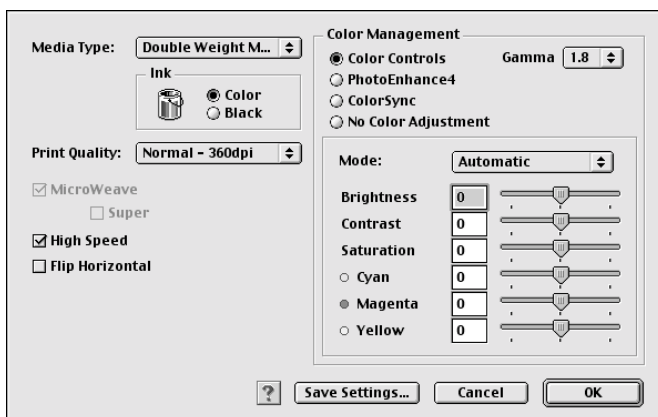 Media Type: Double Weight M...
Ink
Color
Black
Print Quality: Normal – 360dpi
MicroWeave
Super
High Speed
Flip Horizontal
Color Management
Color Controls Gamma 1.8
PhotoEnhance4
ColorSync
No Color Adjustment
Mode: Automatic
Brightness 0
Contrast 0
Saturation 0
Cyan 0
Magenta 0
Yellow 0
? Save Settings... Cancel OK